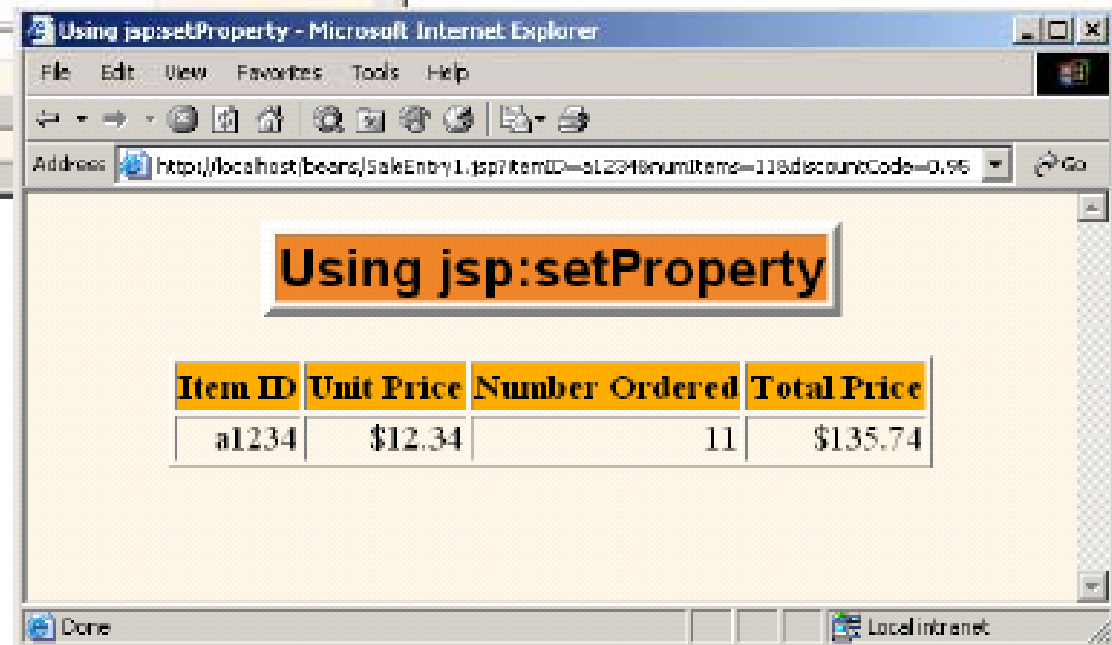 Using jsp:setProperty - Microsoft Internet Explorer
File Edit View Favorites Tools Help
Address http://localhost/beans/SaleEntry1.jsp?itemID=a1234&numItems=11&discountCode=0.95 Go
Using jsp:setProperty
Item ID Unit Price Number Ordered Total Price
a1234 $12.34 11 $135.74
Done Local intranet